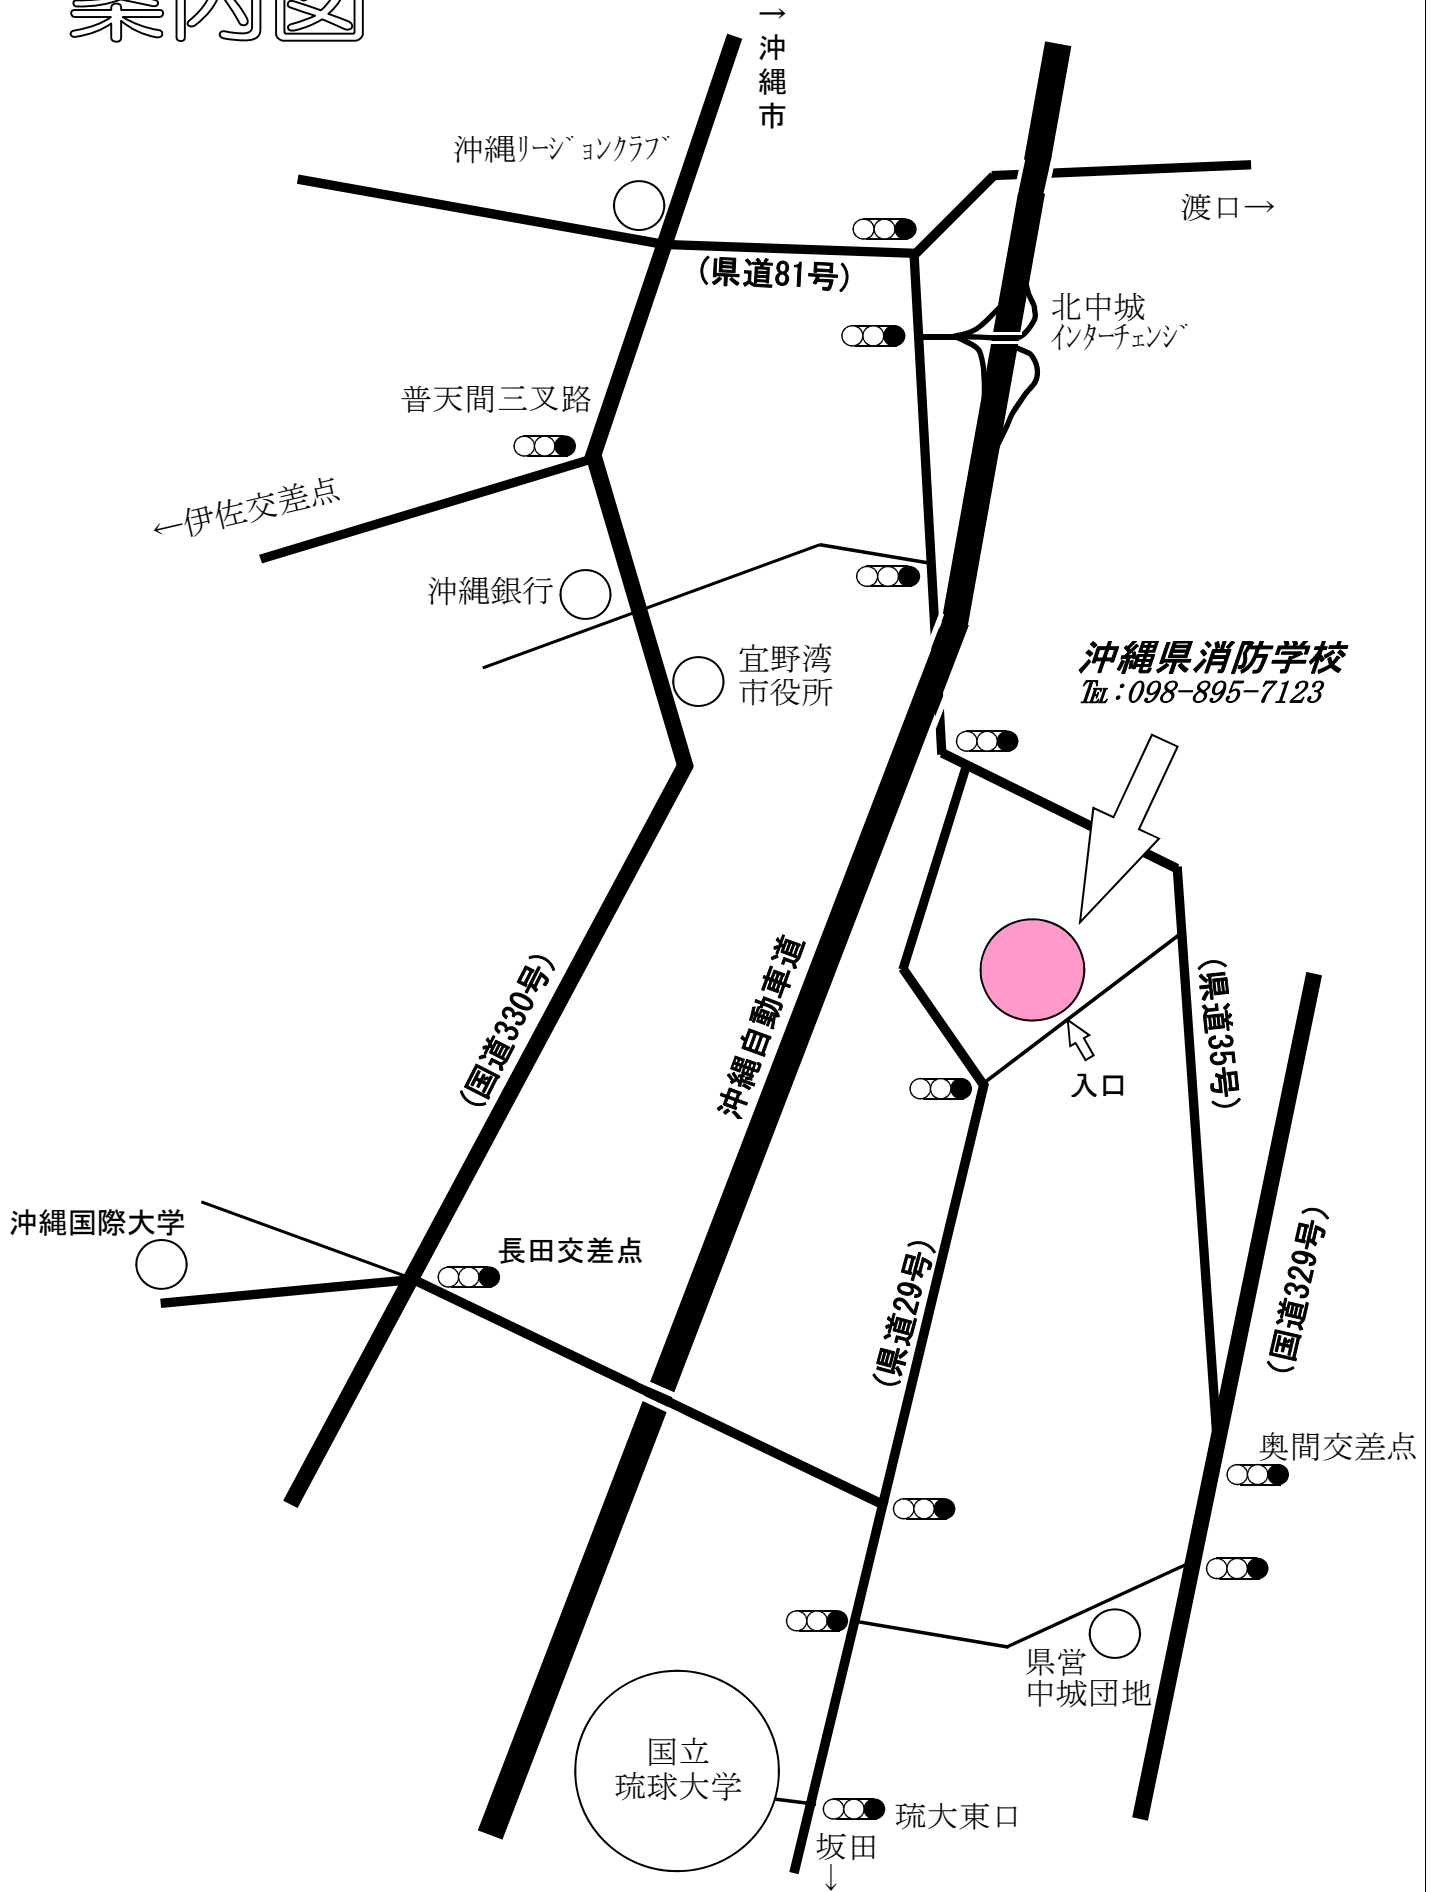 案内図
→沖縄市
沖縄ﾘｰｼﾞｮﾝｸﾗﾌﾞ
渡口→
(県道81号)
北中城
ｲﾝﾀｰﾁｪﾝｼﾞ
普天間三叉路
←伊佐交差点
沖縄銀行
宜野湾
市役所
沖縄県消防学校
℡:098-895-7123
(国道330号)
沖縄自動車道
(県道35号)
入口
沖縄国際大学
長田交差点
(県道29号)
(国道329号)
奥間交差点
県営
中城団地
国立
琉球大学
琉大東口
坂田
↓